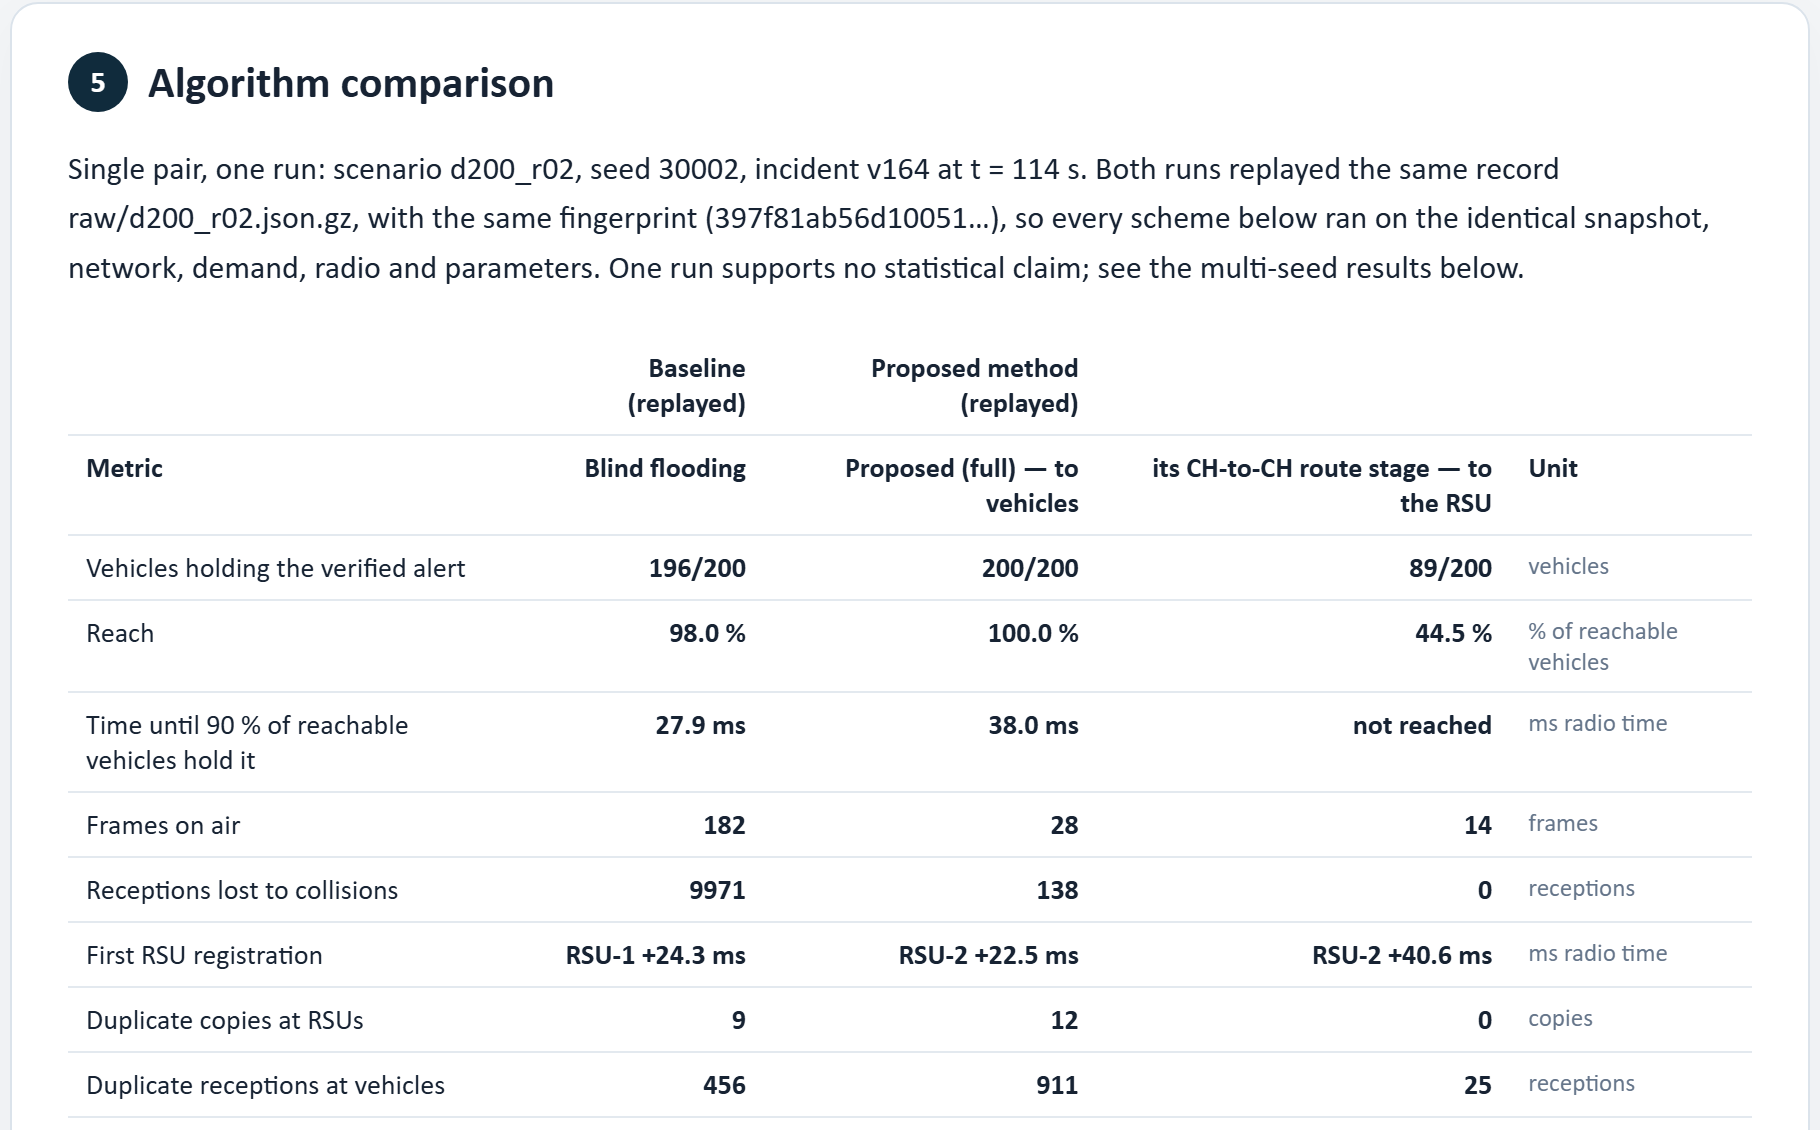 5
Algorithm comparison
Single pair, one run: scenario d200_r02, seed 30002, incident v164 at t = 114 s. Both runs replayed the same record
raw/d200_r02.json.gz, with the same fingerprint (397f81ab56d10051...), so every scheme below ran on the identical snapshot,
network, demand, radio and parameters. One run supports no statistical claim; see the multi-seed results below.
Baseline (replayed) Proposed method (replayed)
Metric Blind flooding Proposed (full) — to vehicles its CH-to-CH route stage — to the RSU Unit
Vehicles holding the verified alert 196/200 200/200 89/200 vehicles
Reach 98.0 % 100.0 % 44.5 % % of reachable vehicles
Time until 90 % of reachable vehicles hold it 27.9 ms 38.0 ms not reached ms radio time
Frames on air 182 28 14 frames
Receptions lost to collisions 9971 138 0 receptions
First RSU registration RSU-1 +24.3 ms RSU-2 +22.5 ms RSU-2 +40.6 ms ms radio time
Duplicate copies at RSUs 9 12 0 copies
Duplicate receptions at vehicles 456 911 25 receptions